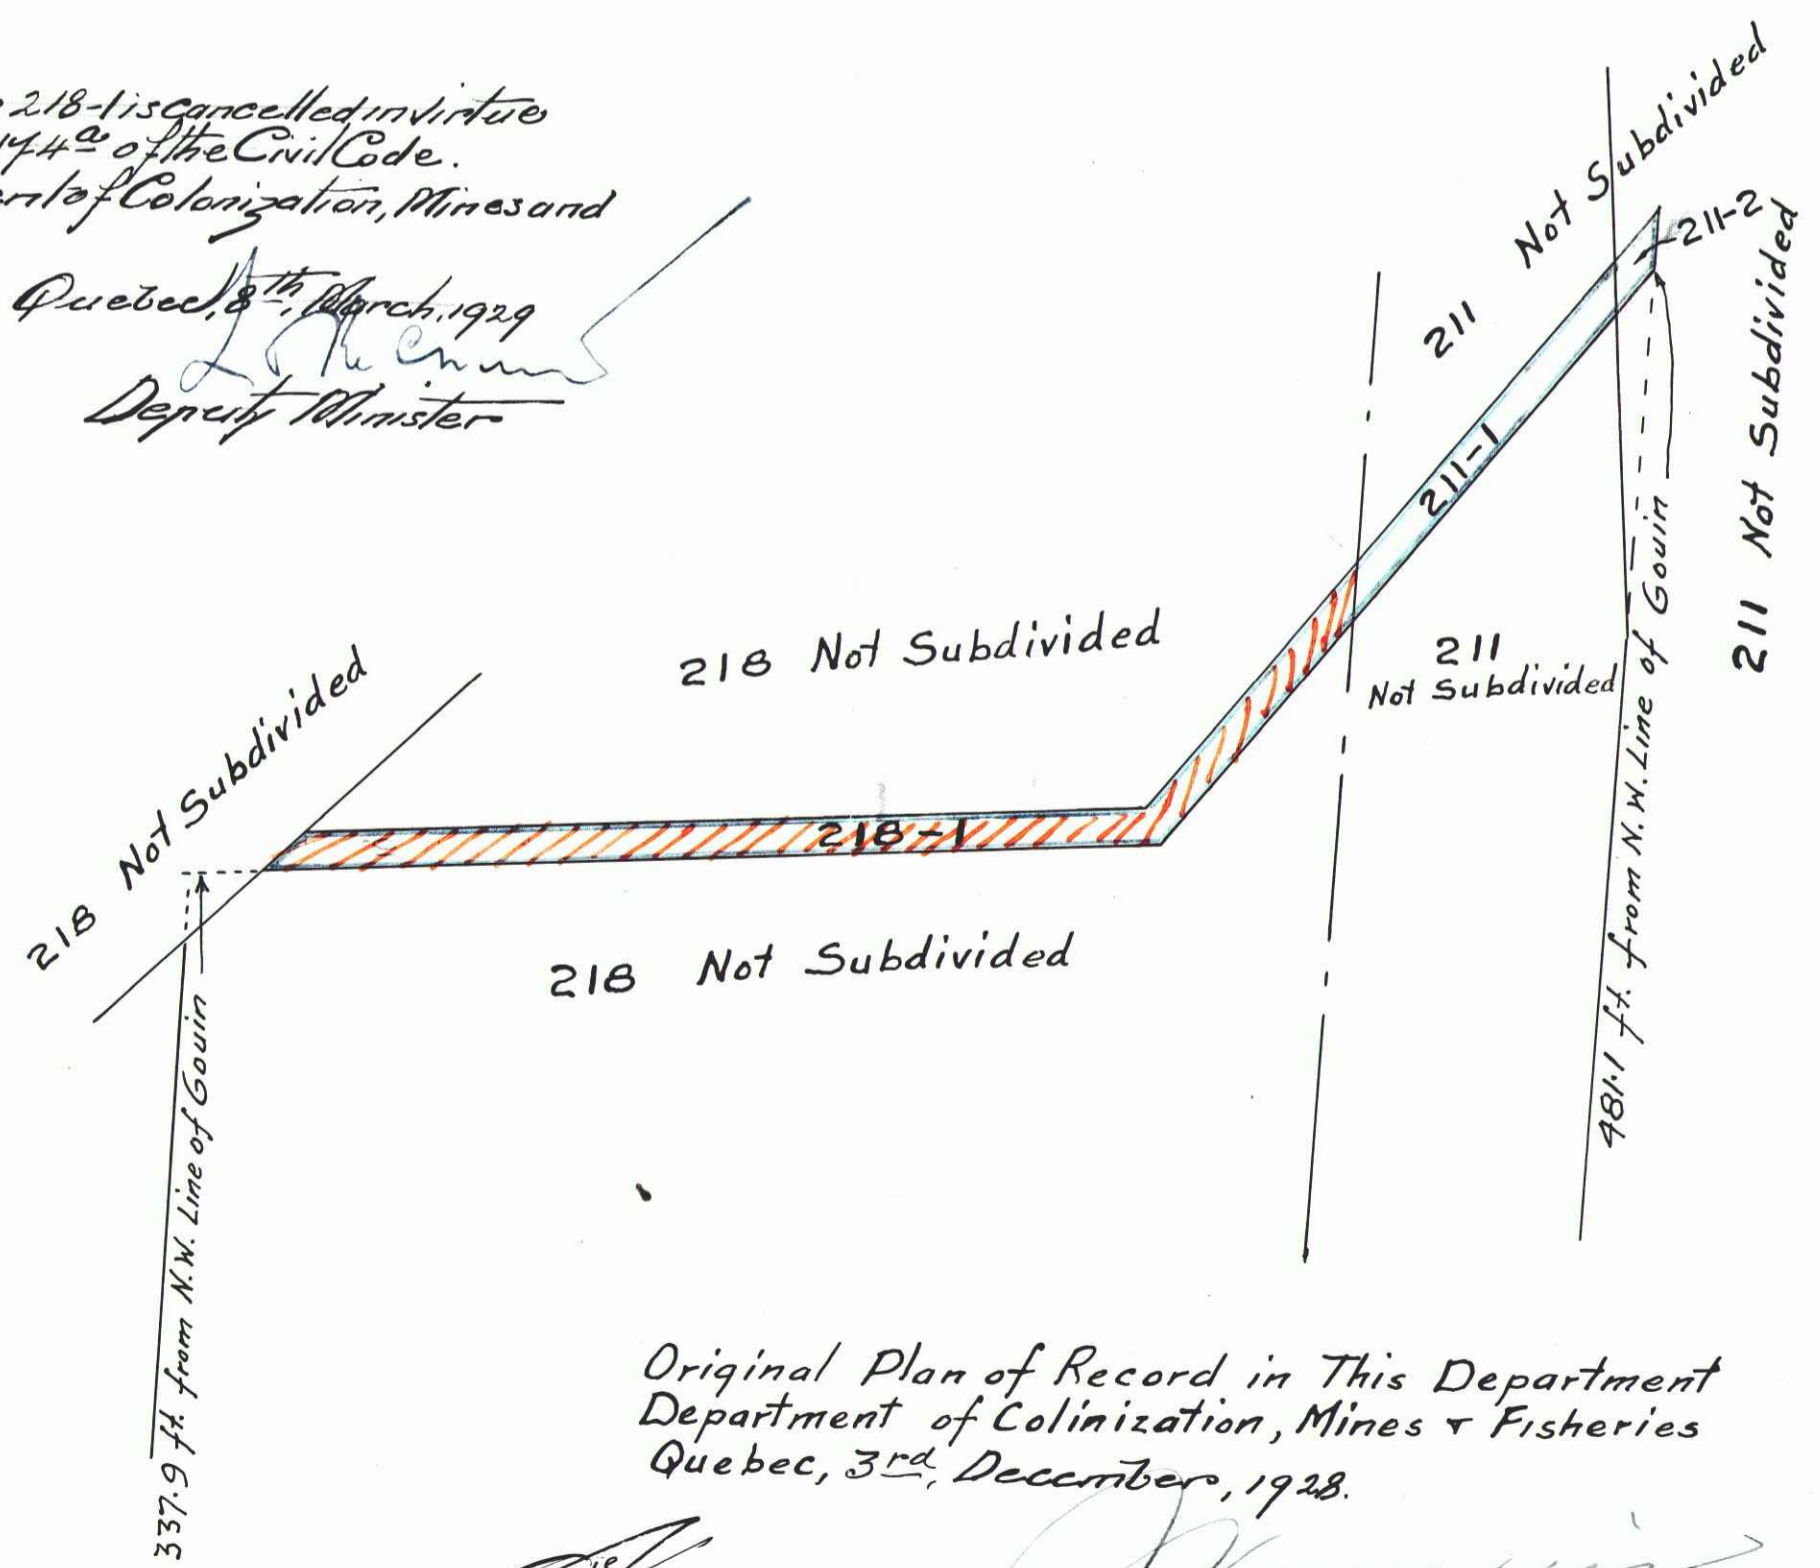 218-1 is cancelled in virtue
174a of the Civil Code.
of Colonization, Mines and
Quebec, 8th, March, 1929
Deputy Minister
Not Subdivided
211
211-2
211 Not Subdivided
211-1
211
Not Subdivided
218 Not Subdivided
218 Not Subdivided
218-1
218 Not Subdivided
337.9 ft. from N.W. Line of Gouin
481.1 ft. from N.W. Line of Gouin
Original Plan of Record in This Department
Department of Colinization, Mines & Fisheries
Quebec, 3rd, December, 1928.